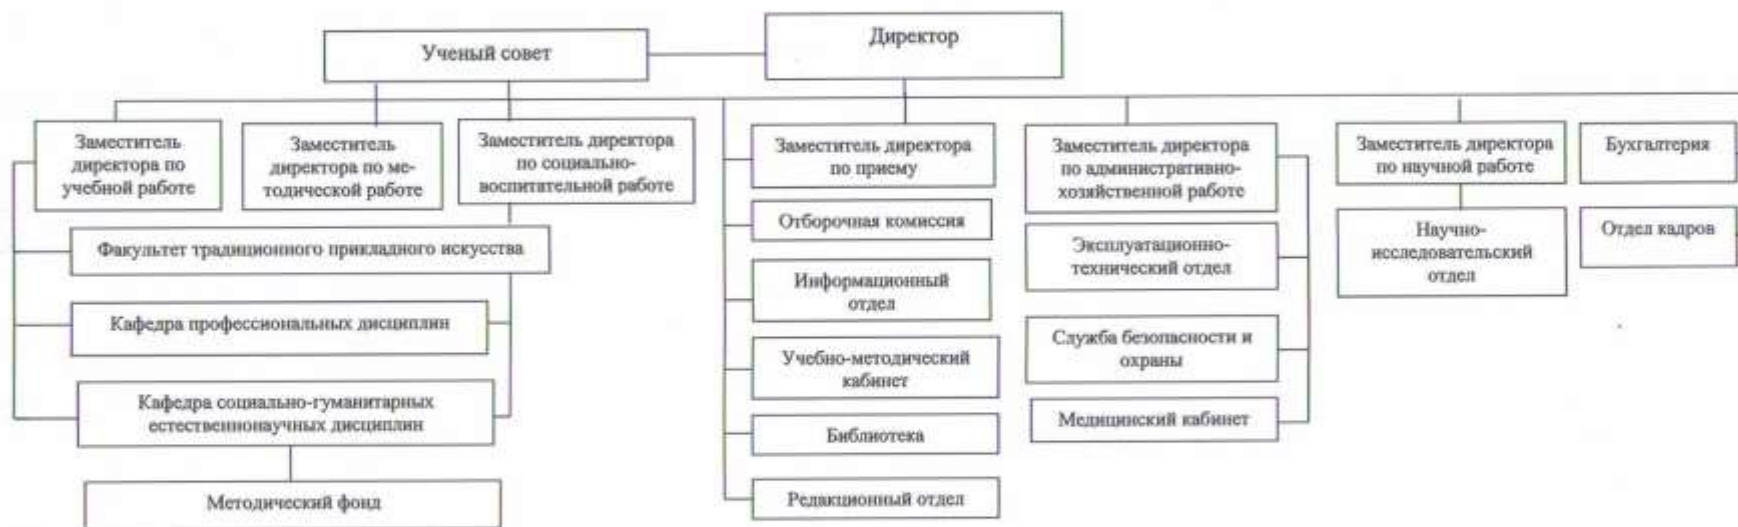 Ученый совет
Директор
Заместитель
директора по
учебной работе
Заместитель
директора по ме-
тодической работе
Заместитель директора
по социально-
воспитательной работе
Заместитель директора
по приему
Заместитель директора
по административно-
хозяйственной работе
Заместитель директора
по научной работе
Бухгалтерия
Факультет традиционного прикладного искусства
Кафедра профессиональных дисциплин
Кафедра социально-гуманитарных
естественнонаучных дисциплин
Методический фонд
Отборочная комиссия
Информационный
отдел
Учебно-методический
кабинет
Библиотека
Редакционный отдел
Эксплуатационно-
технический отдел
Служба безопасности и
охраны
Медицинский кабинет
Научно-
исследовательский
отдел
Отдел кадров